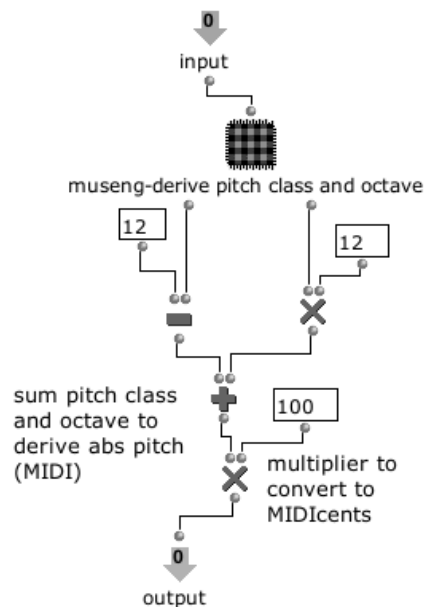 0
input
museng-derive pitch class and octave
12
12
sum pitch class
and octave to
derive abs pitch
(MIDI)
100
multiplier to
convert to
MIDIcents
0
output